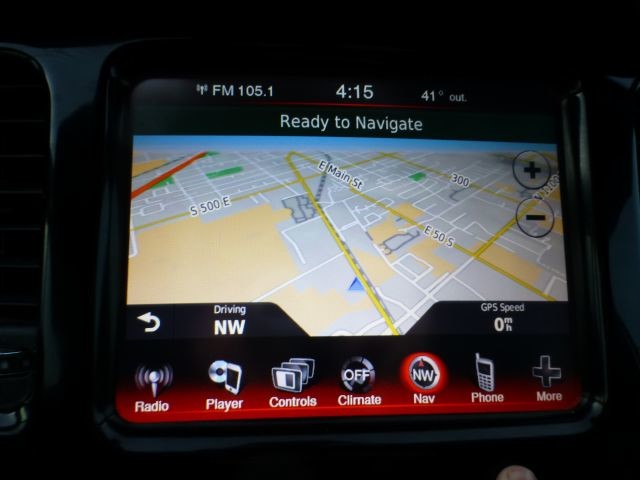 FM 105.1 4:15 41° out.
Ready to Navigate
E Main St
300
S 500 E
E 50 S
Driving
NW
GPS Speed
0 m/h
OFF NW
Radio Player Controls Climate Nav Phone More